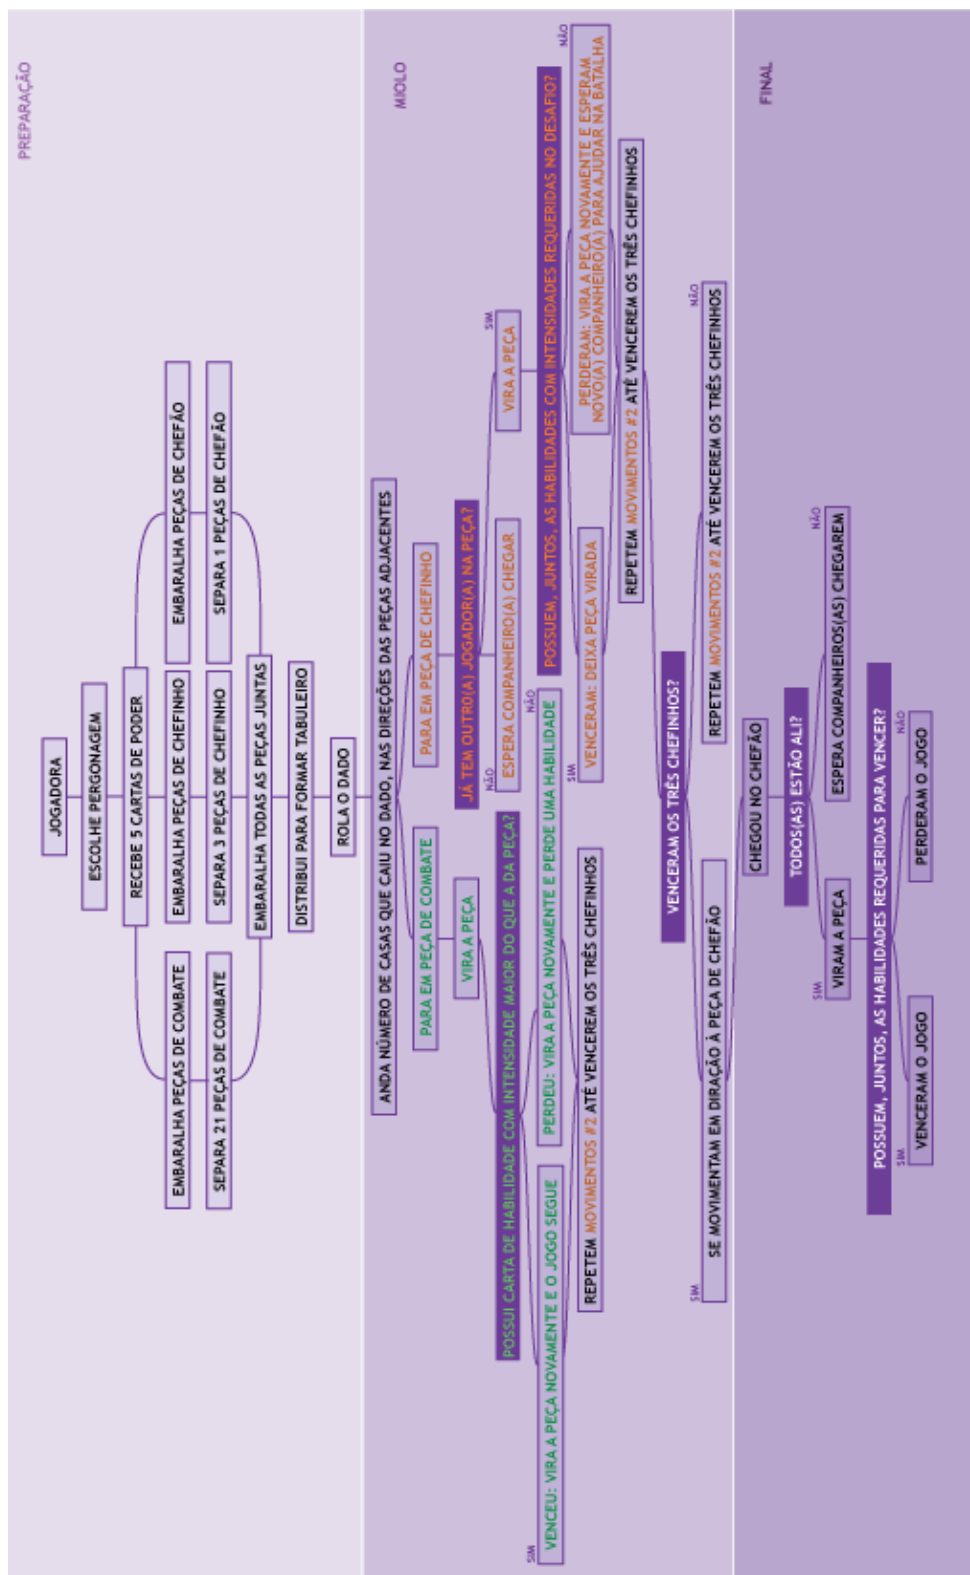 PREPARAÇÃO
JOGADORA
ESCOLHE PERGONAGEM
RECEBE 5 CARTAS DE PODER
EMBARALHA PEÇAS DE COMBATE
EMBARALHA PEÇAS DE CHEFINHO
EMBARALHA PEÇAS DE CHEFÃO
SEPARA 21 PEÇAS DE COMBATE
SEPARA 3 PEÇAS DE CHEFINHO
SEPARA 1 PEÇAS DE CHEFÃO
EMBARALHA TODAS AS PEÇAS JUNTAS
DISTRIBUI PARA FORMAR TABULEIRO
ROLA O DADO
MIOLO
ANDA NÚMERO DE CASAS QUE CAIU NO DADO, NAS DIREÇÕES DAS PEÇAS ADJACENTES
PARA EM PEÇA DE COMBATE
PARA EM PEÇA DE CHEFINHO
VIRA A PEÇA
JÁ TEM OUTRO(A) JOGADOR(A) NA PEÇA?
NÃO
SIM
POSSUI CARTA DE HABILIDADE COM INTENSIDADE MAIOR DO QUE A DA PEÇA?
ESPERA COMPANHEIRO(A) CHEGAR
VIRA A PEÇA
SIM
NÃO
VENCEU: VIRA A PEÇA NOVAMENTE E O JOGO SEGUE
PERDEU: VIRA A PEÇA NOVAMENTE E PERDE UMA HABILIDADE
POSSUEM, JUNTOS, AS HABILIDADES COM INTENSIDADES REQUERIDAS NO DESAFIO?
SIM
NÃO
REPETEM MOVIMENTOS #2 ATÉ VENCEREM OS TRÊS CHEFINHOS
VENCERAM: DEIXA PEÇA VIRADA
PERDERAM: VIRA A PEÇA NOVAMENTE E ESPERAM
NOVO(A) COMPANHEIRO(A) PARA AJUDAR NA BATALHA
REPETEM MOVIMENTOS #2 ATÉ VENCEREM OS TRÊS CHEFINHOS
VENCERAM OS TRÊS CHEFINHOS?
SIM
NÃO
SE MOVIMENTAM EM DIRAÇÃO À PEÇA DE CHEFÃO
REPETEM MOVIMENTOS #2 ATÉ VENCEREM OS TRÊS CHEFINHOS
FINAL
CHEGOU NO CHEFÃO
TODOS(AS) ESTÃO ALI?
SIM
NÃO
VIRAM A PEÇA
ESPERA COMPANHEIROS(AS) CHEGAREM
POSSUEM, JUNTOS, AS HABILIDADES REQUERIDAS PARA VENCER?
SIM
NÃO
VENCERAM O JOGO
PERDERAM O JOGO